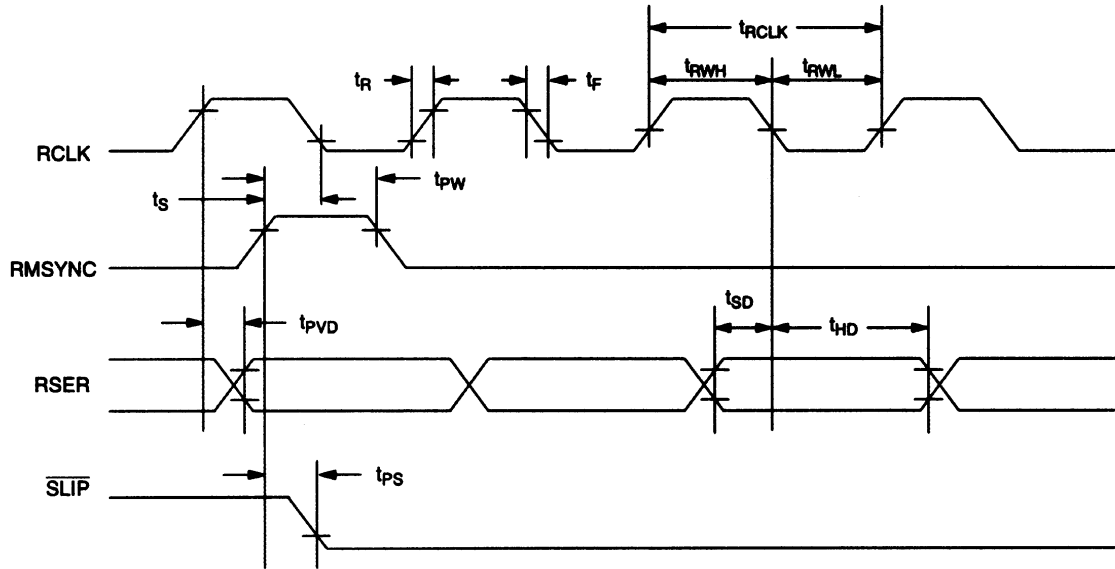 tRCLK
tR
tF
tRWH
tRWL
RCLK
tS
tPW
RMSYNC
tPVD
tSD
tHD
RSER
SLIP
tPS